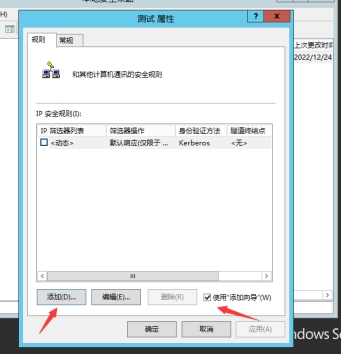 H)
测试 属性
? x
规则 常规
上次更改时间
2022/12/24
和其他计算机通讯的安全规则
IP 安全规则(I):
IP 筛选器列表 筛选器操作 身份验证方法 隧道终结点
<动态> 默认响应(仅限于 ... Kerberos <无>
添加(D)... 编辑(E)... 删除(R) 使用"添加向导"(W)
确定 取消 应用(A)
ndows Se